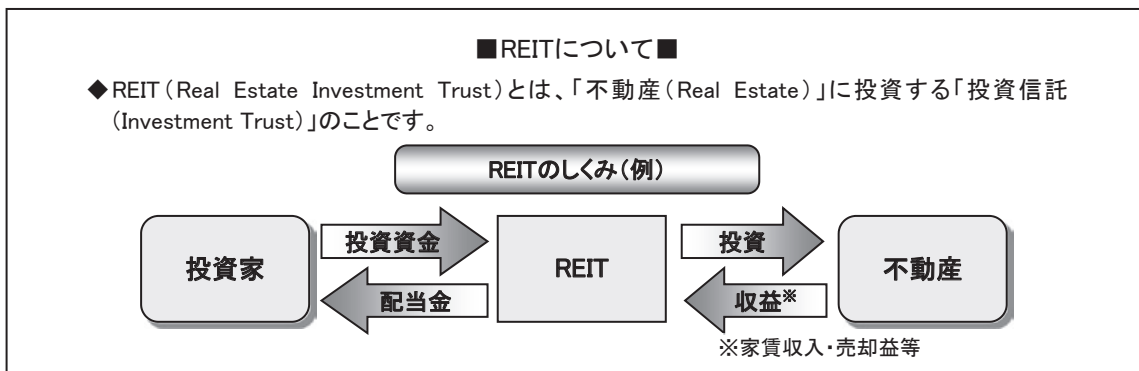 ■REITについて■
◆REIT(Real Estate Investment Trust)とは、「不動産(Real Estate)」に投資する「投資信託
(Investment Trust)」のことです。
REITのしくみ(例)
投資家
投資資金
配当金
REIT
投資
収益※
不動産
※家賃収入・売却益等